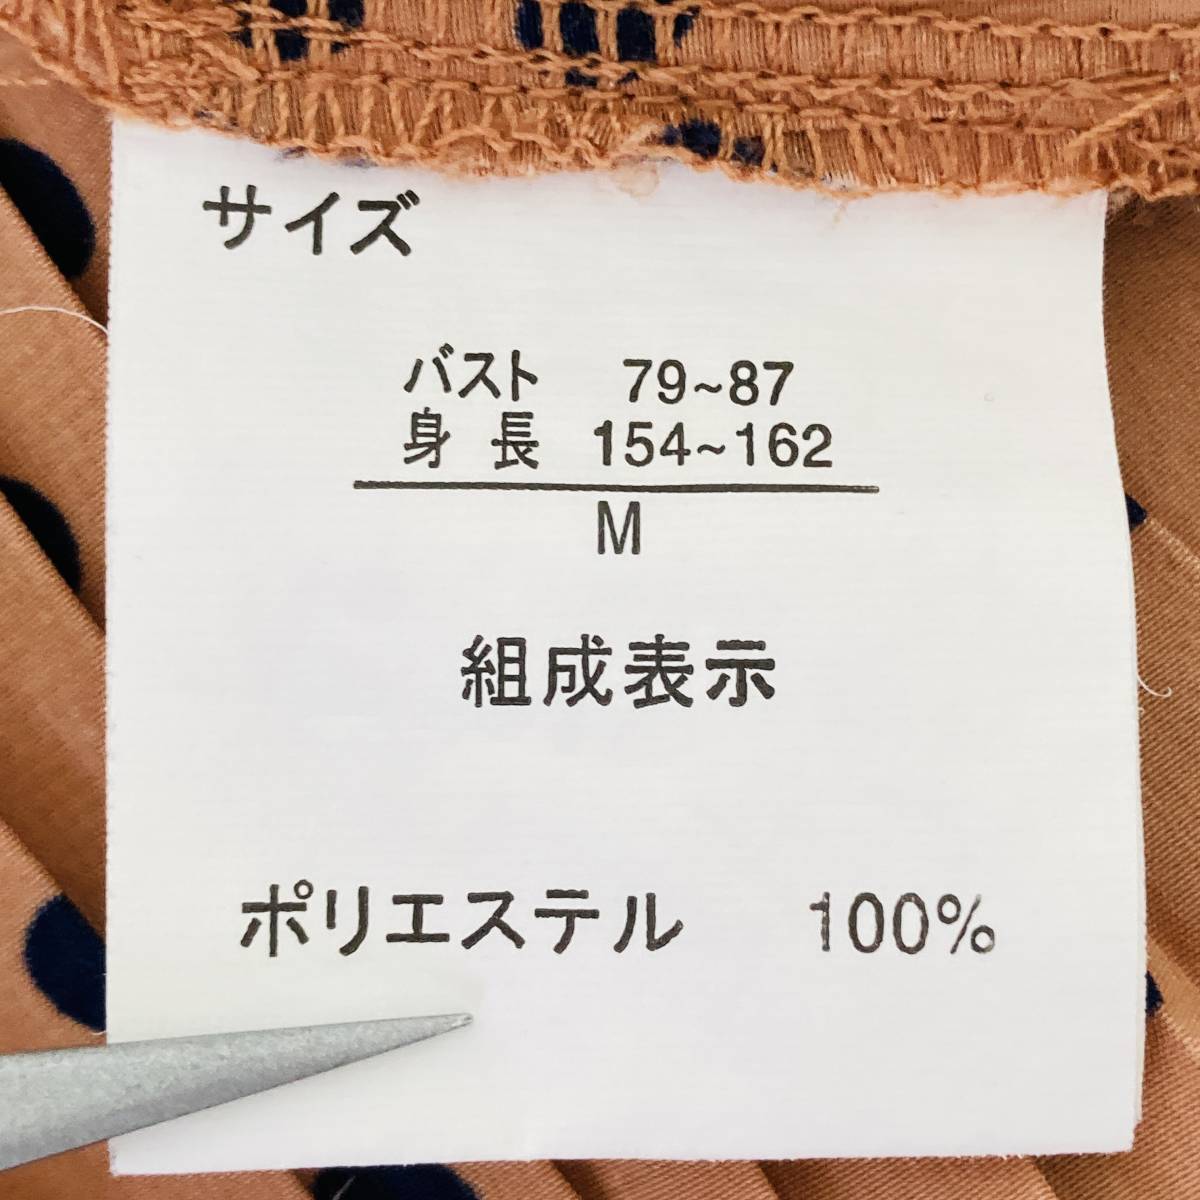 サイズ
バスト 79~87
身長 154~162
M
組成表示
ポリエステル 100%